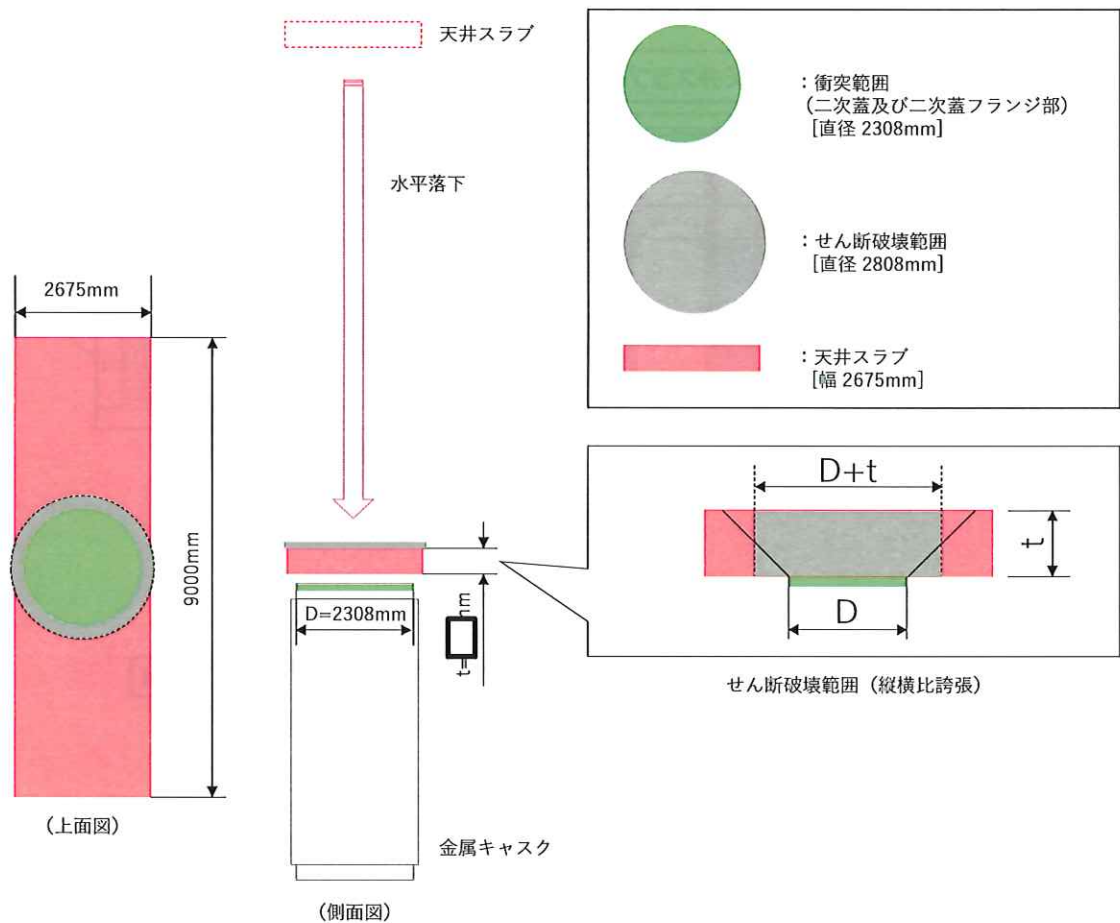 天井スラブ
水平落下
：衝突範囲
（二次蓋及び二次蓋フランジ部）
[直径 2308mm]
：せん断破壊範囲
[直径 2808mm]
：天井スラブ
[幅 2675mm]
2675mm
9000mm
（上面図）
D=2308mm
t=
mm
金属キャスク
（側面図）
D+t
t
D
せん断破壊範囲（縦横比誇張）